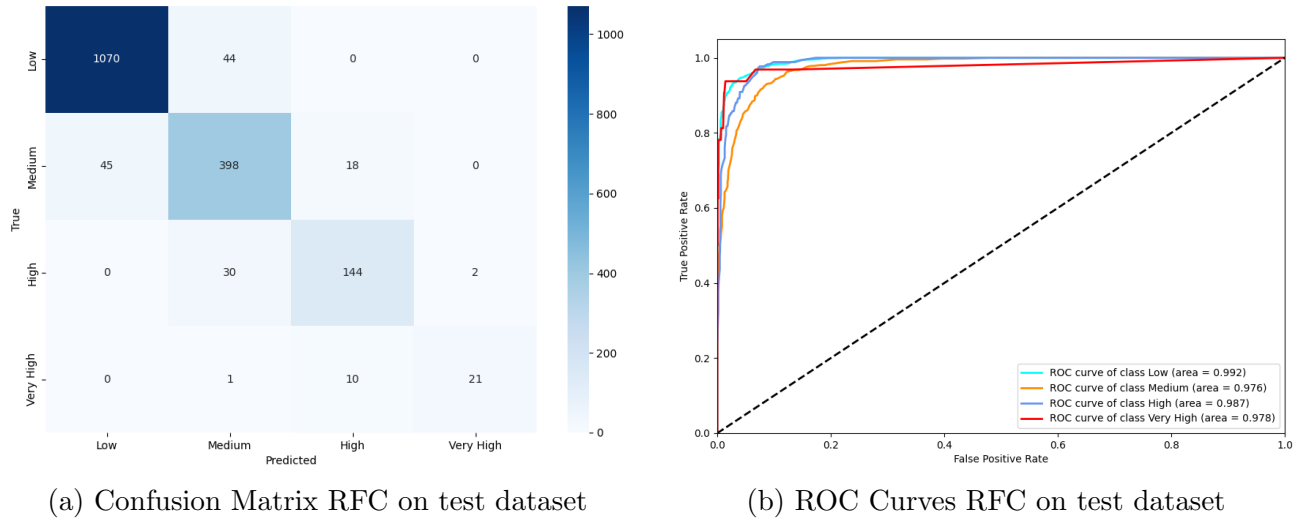 Low
Medium
High
Very High
True
1070 44 0 0
45 398 18 0
0 30 144 2
0 1 10 21
Low Medium High Very High
Predicted
1000
800
600
400
200
0
(a) Confusion Matrix RFC on test dataset
True Positive Rate
1.0
0.8
0.6
0.4
0.2
0.0
ROC curve of class Low (area = 0.992)
ROC curve of class Medium (area = 0.976)
ROC curve of class High (area = 0.987)
ROC curve of class Very High (area = 0.978)
0.0 0.2 0.4 0.6 0.8 1.0
False Positive Rate
(b) ROC Curves RFC on test dataset